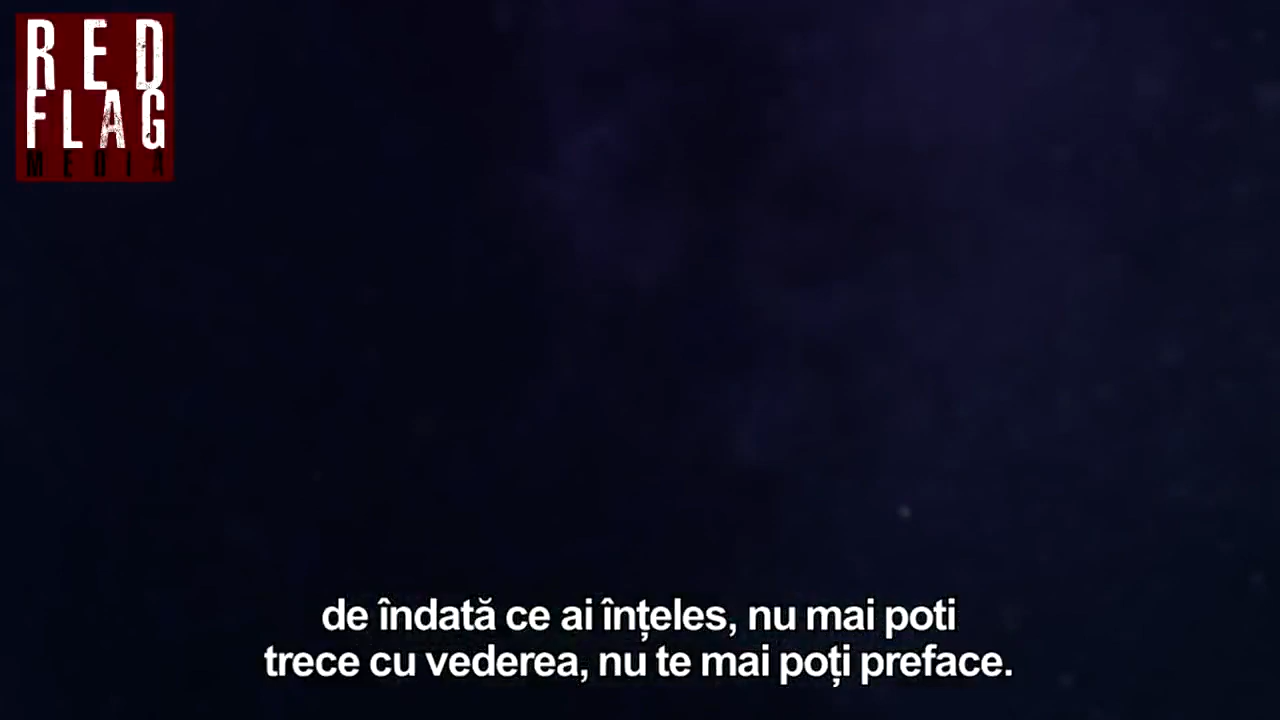 RED
FLAG
MEDIA
de îndată ce ai înțeles, nu mai poti
trece cu vederea, nu te mai poți preface.